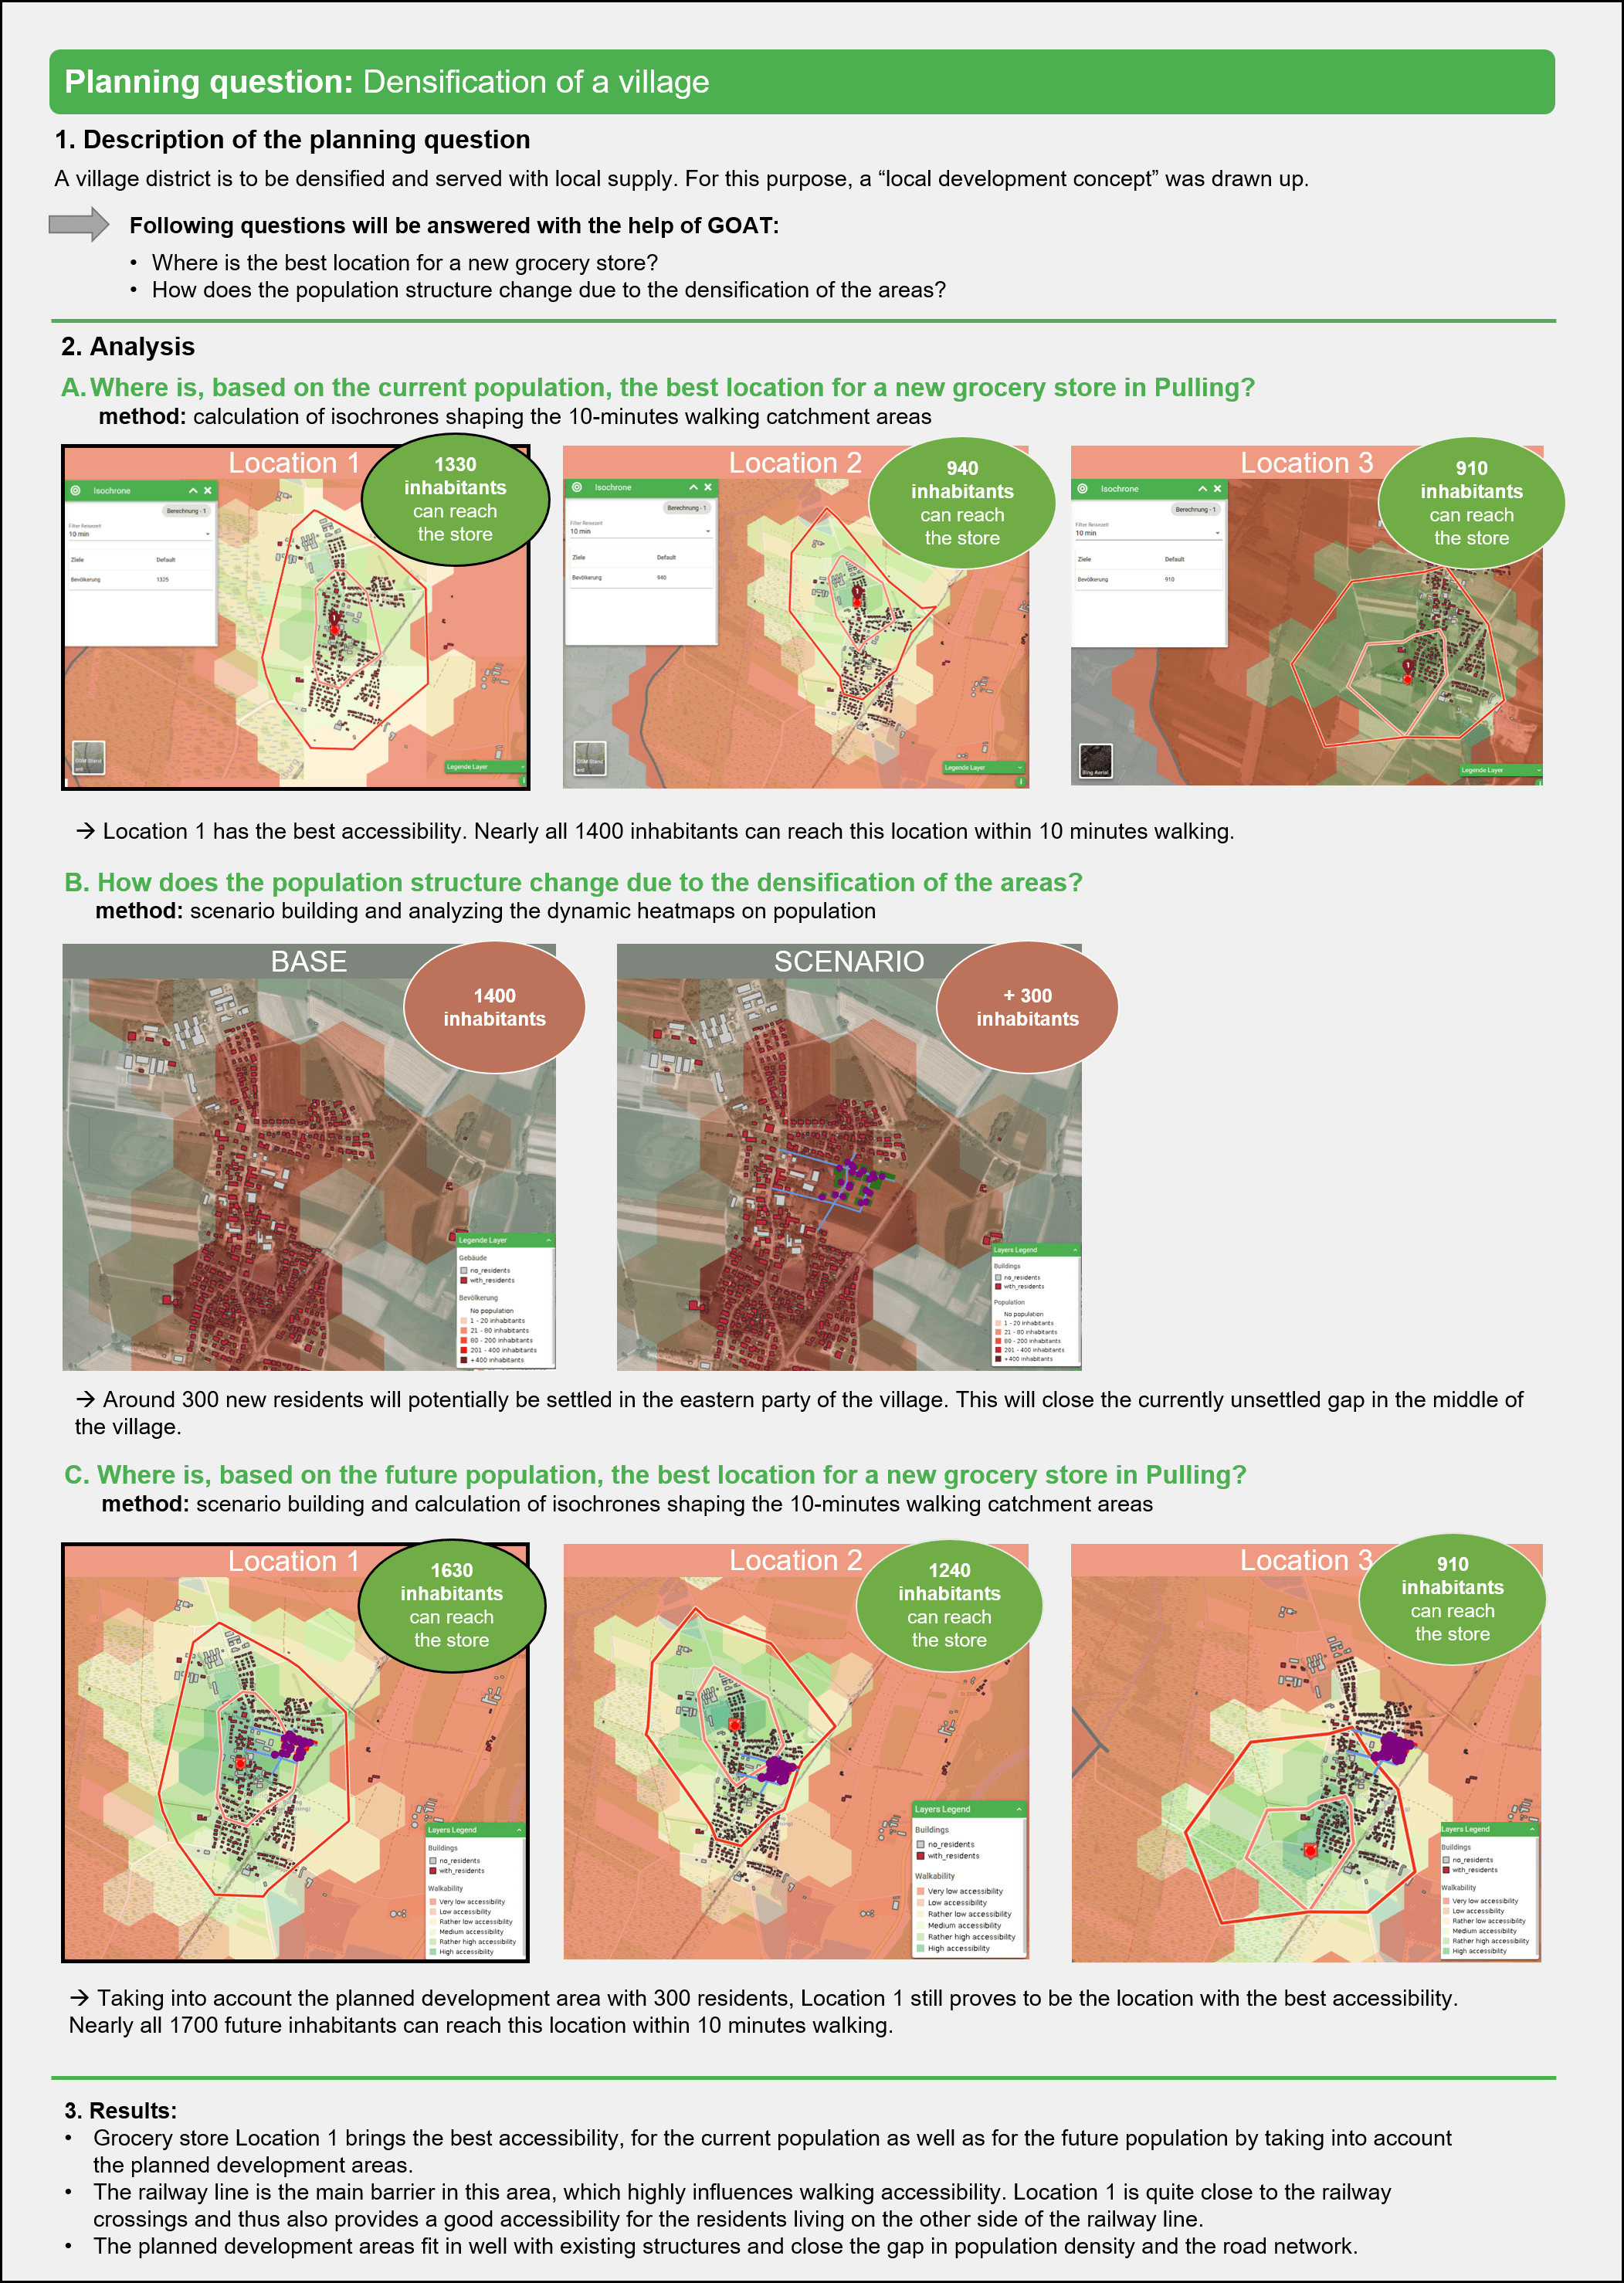 Planning question: Densification of a village
1. Description of the planning question
A village district is to be densified and served with local supply. For this purpose, a “local development concept” was drawn up.
Following questions will be answered with the help of GOAT:
• Where is the best location for a new grocery store?
• How does the population structure change due to the densification of the areas?
2. Analysis
A. Where is, based on the current population, the best location for a new grocery store in Pulling?
method: calculation of isochrones shaping the 10-minutes walking catchment areas
Location 1
1330
inhabitants
can reach
the store
Isochrone
Berechnung - 1
Filter Reisezeit
10 min
Ziele Default
Bevölkerung 1325
Legende Layer
Location 2
940
inhabitants
can reach
the store
Isochrone
Berechnung - 1
Filter Reisezeit
10 min
Ziele Default
Bevölkerung 940
Legende Layer
Location 3
910
inhabitants
can reach
the store
Isochrone
Berechnung - 1
Filter Reisezeit
10 min
Ziele Default
Bevölkerung 910
Bing Aerial
Legende Layer
→ Location 1 has the best accessibility. Nearly all 1400 inhabitants can reach this location within 10 minutes walking.
B. How does the population structure change due to the densification of the areas?
method: scenario building and analyzing the dynamic heatmaps on population
BASE
1400
inhabitants
Legende Layer
Gebäude
no_residents
with_residents
Bevölkerung
No population
1 - 20 inhabitants
21 - 80 inhabitants
80 - 200 inhabitants
201 - 400 inhabitants
+400 inhabitants
SCENARIO
+ 300
inhabitants
Layers Legend
Buildings
no_residents
with_residents
Population
No population
1 - 20 inhabitants
21 - 80 inhabitants
80 - 200 inhabitants
201 - 400 inhabitants
+400 inhabitants
→ Around 300 new residents will potentially be settled in the eastern party of the village. This will close the currently unsettled gap in the middle of
the village.
C. Where is, based on the future population, the best location for a new grocery store in Pulling?
method: scenario building and calculation of isochrones shaping the 10-minutes walking catchment areas
Location 1
1630
inhabitants
can reach
the store
Layers Legend
Buildings
no_residents
with_residents
Walkability
Very low accessibility
Low accessibility
Rather low accessibility
Medium accessibility
Rather high accessibility
High accessibility
Location 2
1240
inhabitants
can reach
the store
Layers Legend
Buildings
no_residents
with_residents
Walkability
Very low accessibility
Low accessibility
Rather low accessibility
Medium accessibility
Rather high accessibility
High accessibility
Location 3
910
inhabitants
can reach
the store
Layers Legend
Buildings
no_residents
with_residents
Walkability
Very low accessibility
Low accessibility
Rather low accessibility
Medium accessibility
Rather high accessibility
High accessibility
→ Taking into account the planned development area with 300 residents, Location 1 still proves to be the location with the best accessibility.
Nearly all 1700 future inhabitants can reach this location within 10 minutes walking.
3. Results:
• Grocery store Location 1 brings the best accessibility, for the current population as well as for the future population by taking into account
the planned development areas.
• The railway line is the main barrier in this area, which highly influences walking accessibility. Location 1 is quite close to the railway
crossings and thus also provides a good accessibility for the residents living on the other side of the railway line.
• The planned development areas fit in well with existing structures and close the gap in population density and the road network.